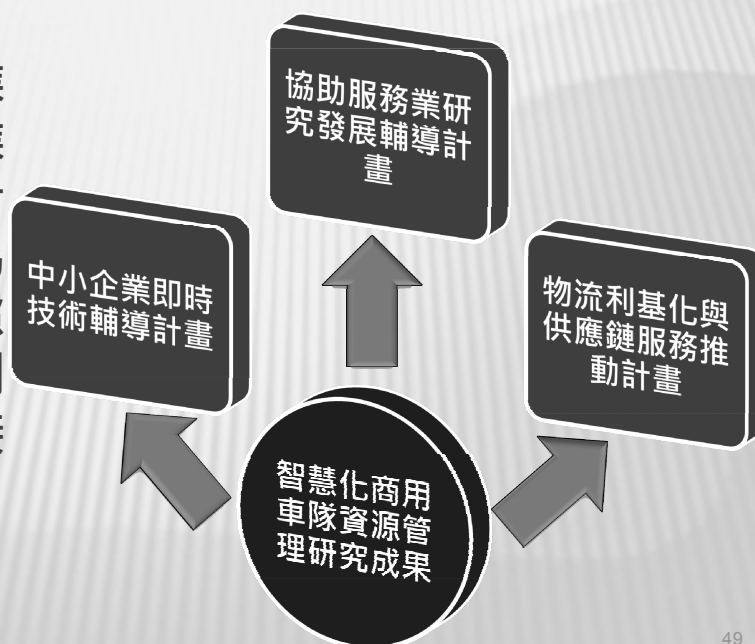 協助服務業研
究發展輔導計
畫
中小企業即時
技術輔導計畫
物流利基化與
供應鏈服務推
動計畫
智慧化商用
車隊資源管
理研究成果
49